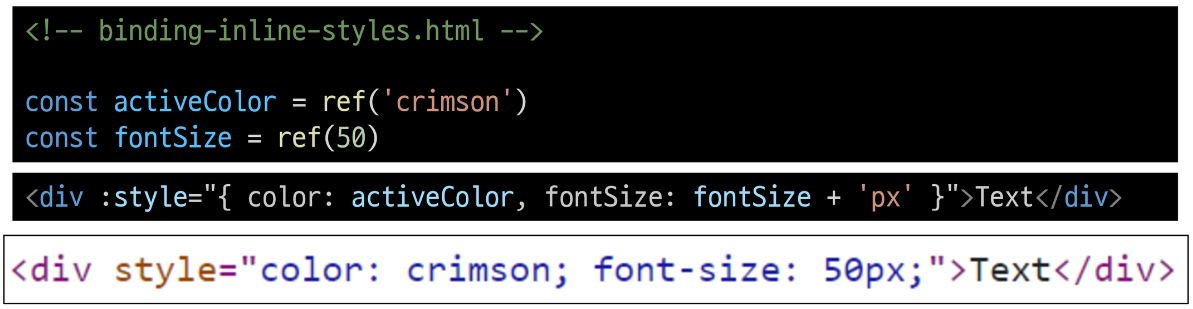 <!-- binding-inline-styles.html -->
const activeColor = ref('crimson')
const fontSize = ref(50)
<div :style="{ color: activeColor, fontSize: fontSize + 'px' }">Text</div>
<div style="color: crimson; font-size: 50px;">Text</div>